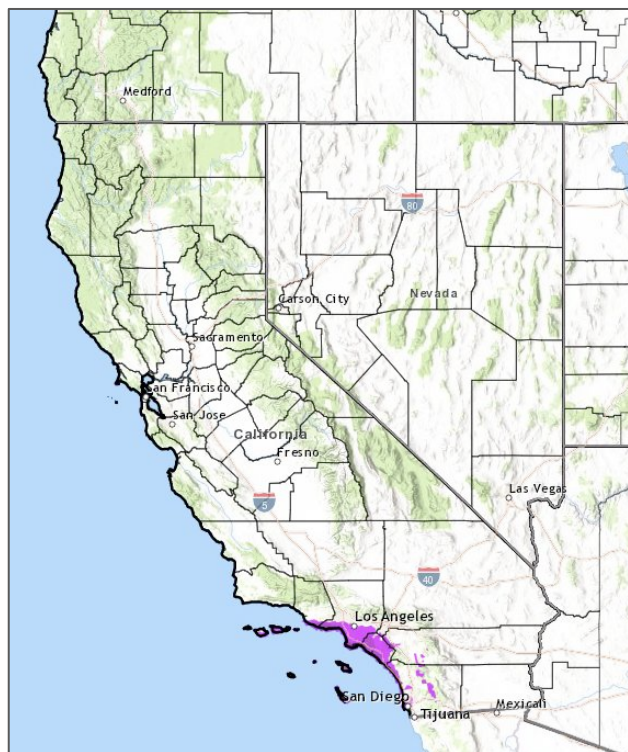 Medford
80
Carson City
Nevada
Sacramento
San Francisco
San Jose
California
Fresno
5
Las Vegas
40
Los Angeles
San Diego
Tijuana
Mexicali